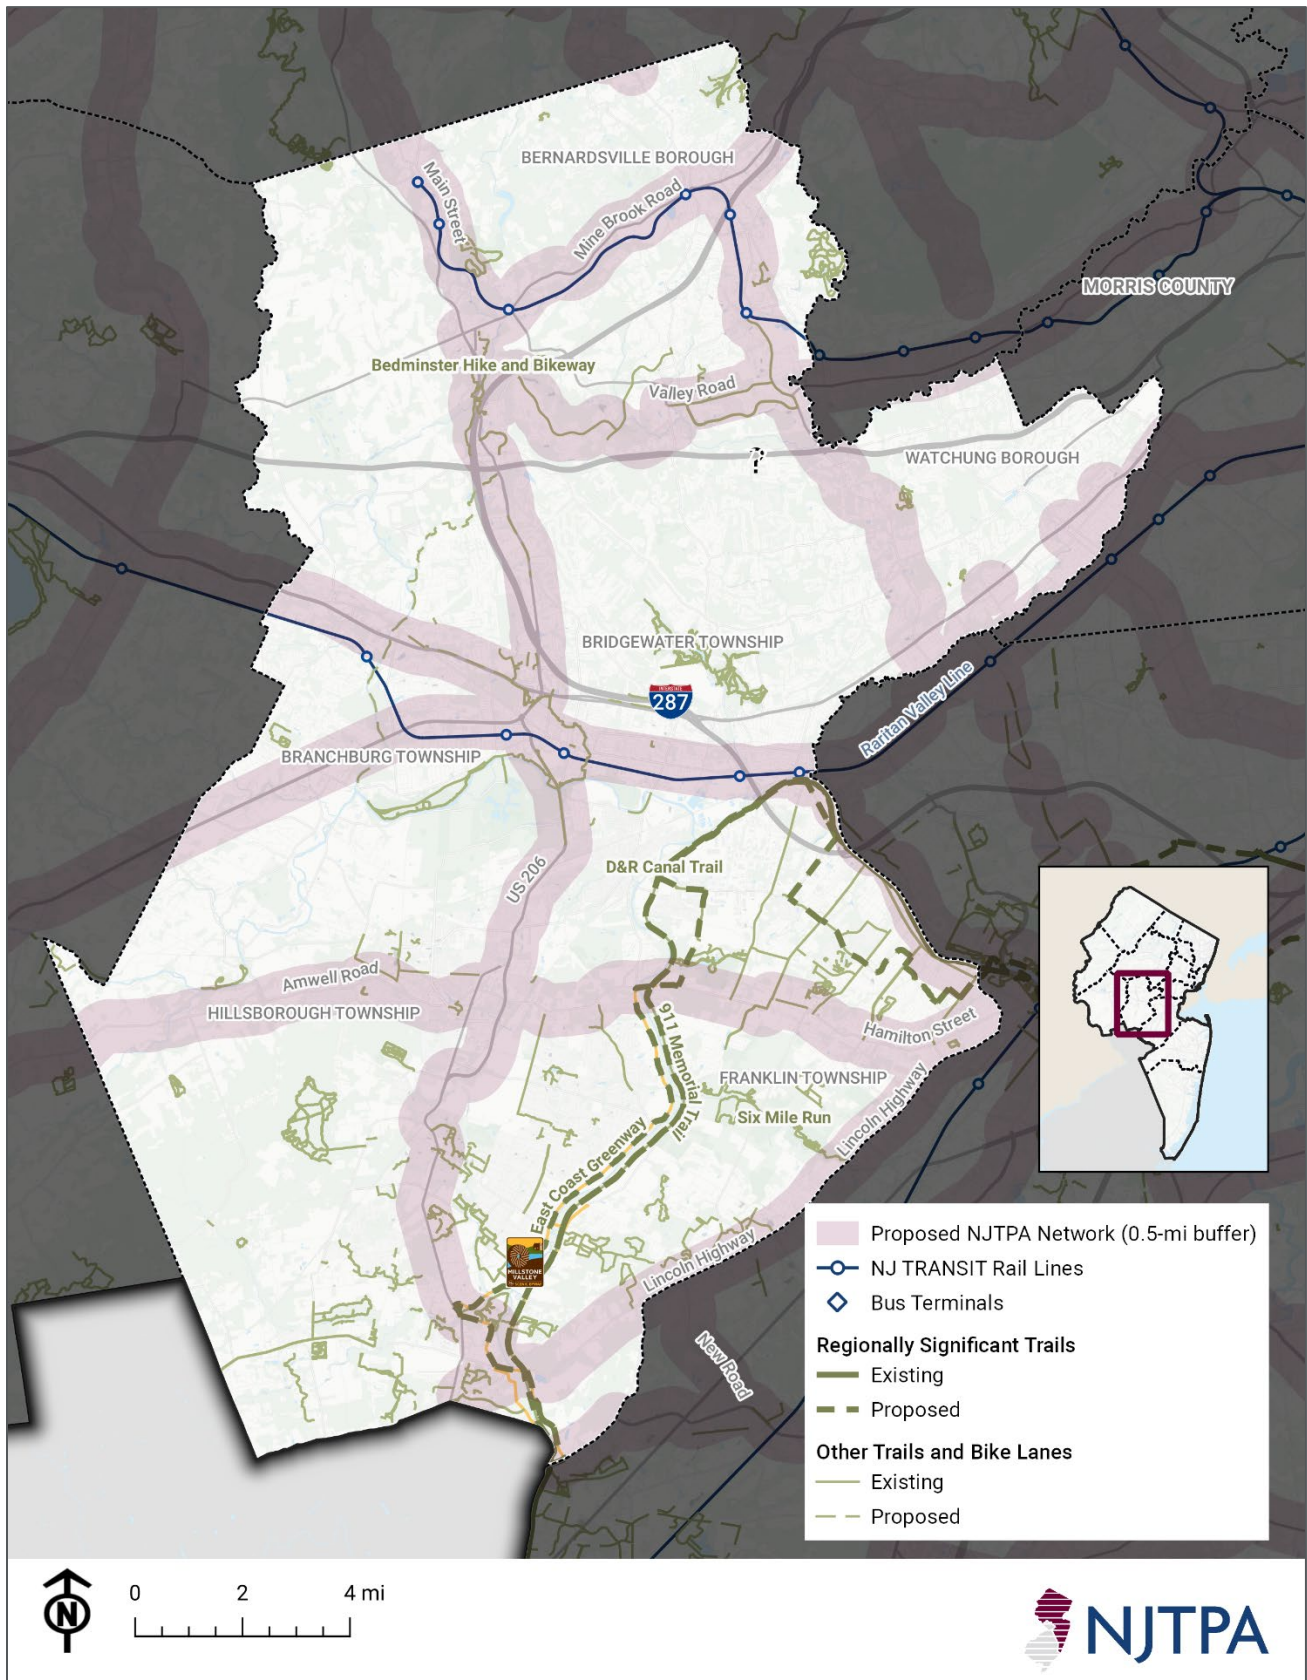 BERNARDSVILLE BOROUGH
Main Street
Mine Brook Road
MORRIS COUNTY
Bedminster Hike and Bikeway
Valley Road
?
WATCHUNG BOROUGH
BRIDGEWATER TOWNSHIP
INTERSTATE
287
Raritan Valley Line
BRANCHBURG TOWNSHIP
US 206
D&R Canal Trail
Amwell Road
HILLSBOROUGH TOWNSHIP
911 Memorial Trail
Hamilton Street
FRANKLIN TOWNSHIP
Six Mile Run
Lincoln Highway
East Coast Greenway
MILLSTONE
VALLEY
Lincoln Highway
New Road
Proposed NJTPA Network (0.5-mi buffer)
NJ TRANSIT Rail Lines
Bus Terminals
Regionally Significant Trails
Existing
Proposed
Other Trails and Bike Lanes
Existing
Proposed
N
0 2 4 mi
NJTPA